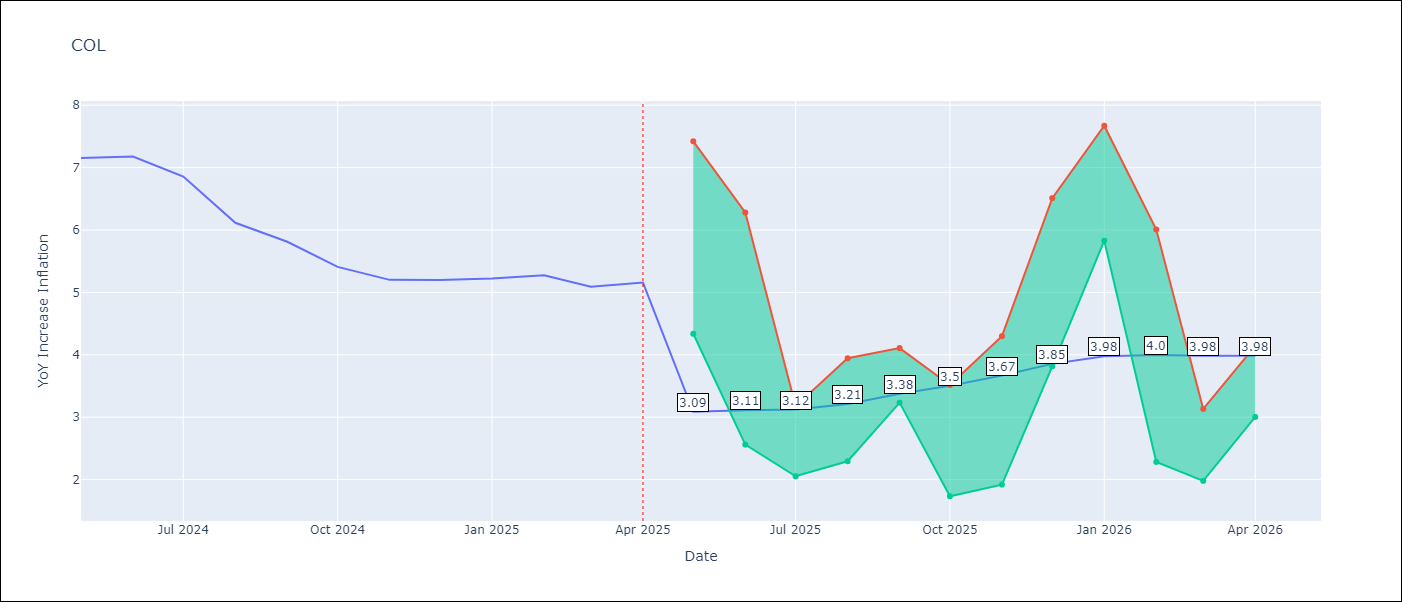 COL
8
7
6
5
4
3
2
YoY Increase Inflation
3.09
3.11
3.12
3.21
3.38
3.5
3.67
3.85
3.98
4.0
3.98
3.98
Jul 2024
Oct 2024
Jan 2025
Apr 2025
Jul 2025
Oct 2025
Jan 2026
Apr 2026
Date